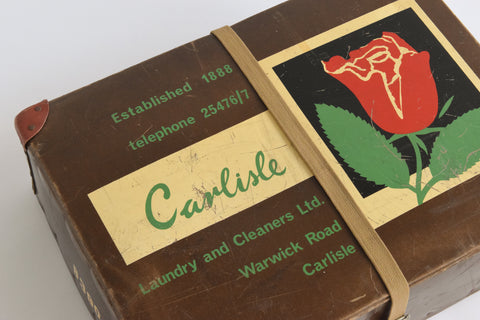 Established 1888
telephone 25476/7
Carlisle
Laundry and Cleaners Ltd.
Warwick Road
Carlisle